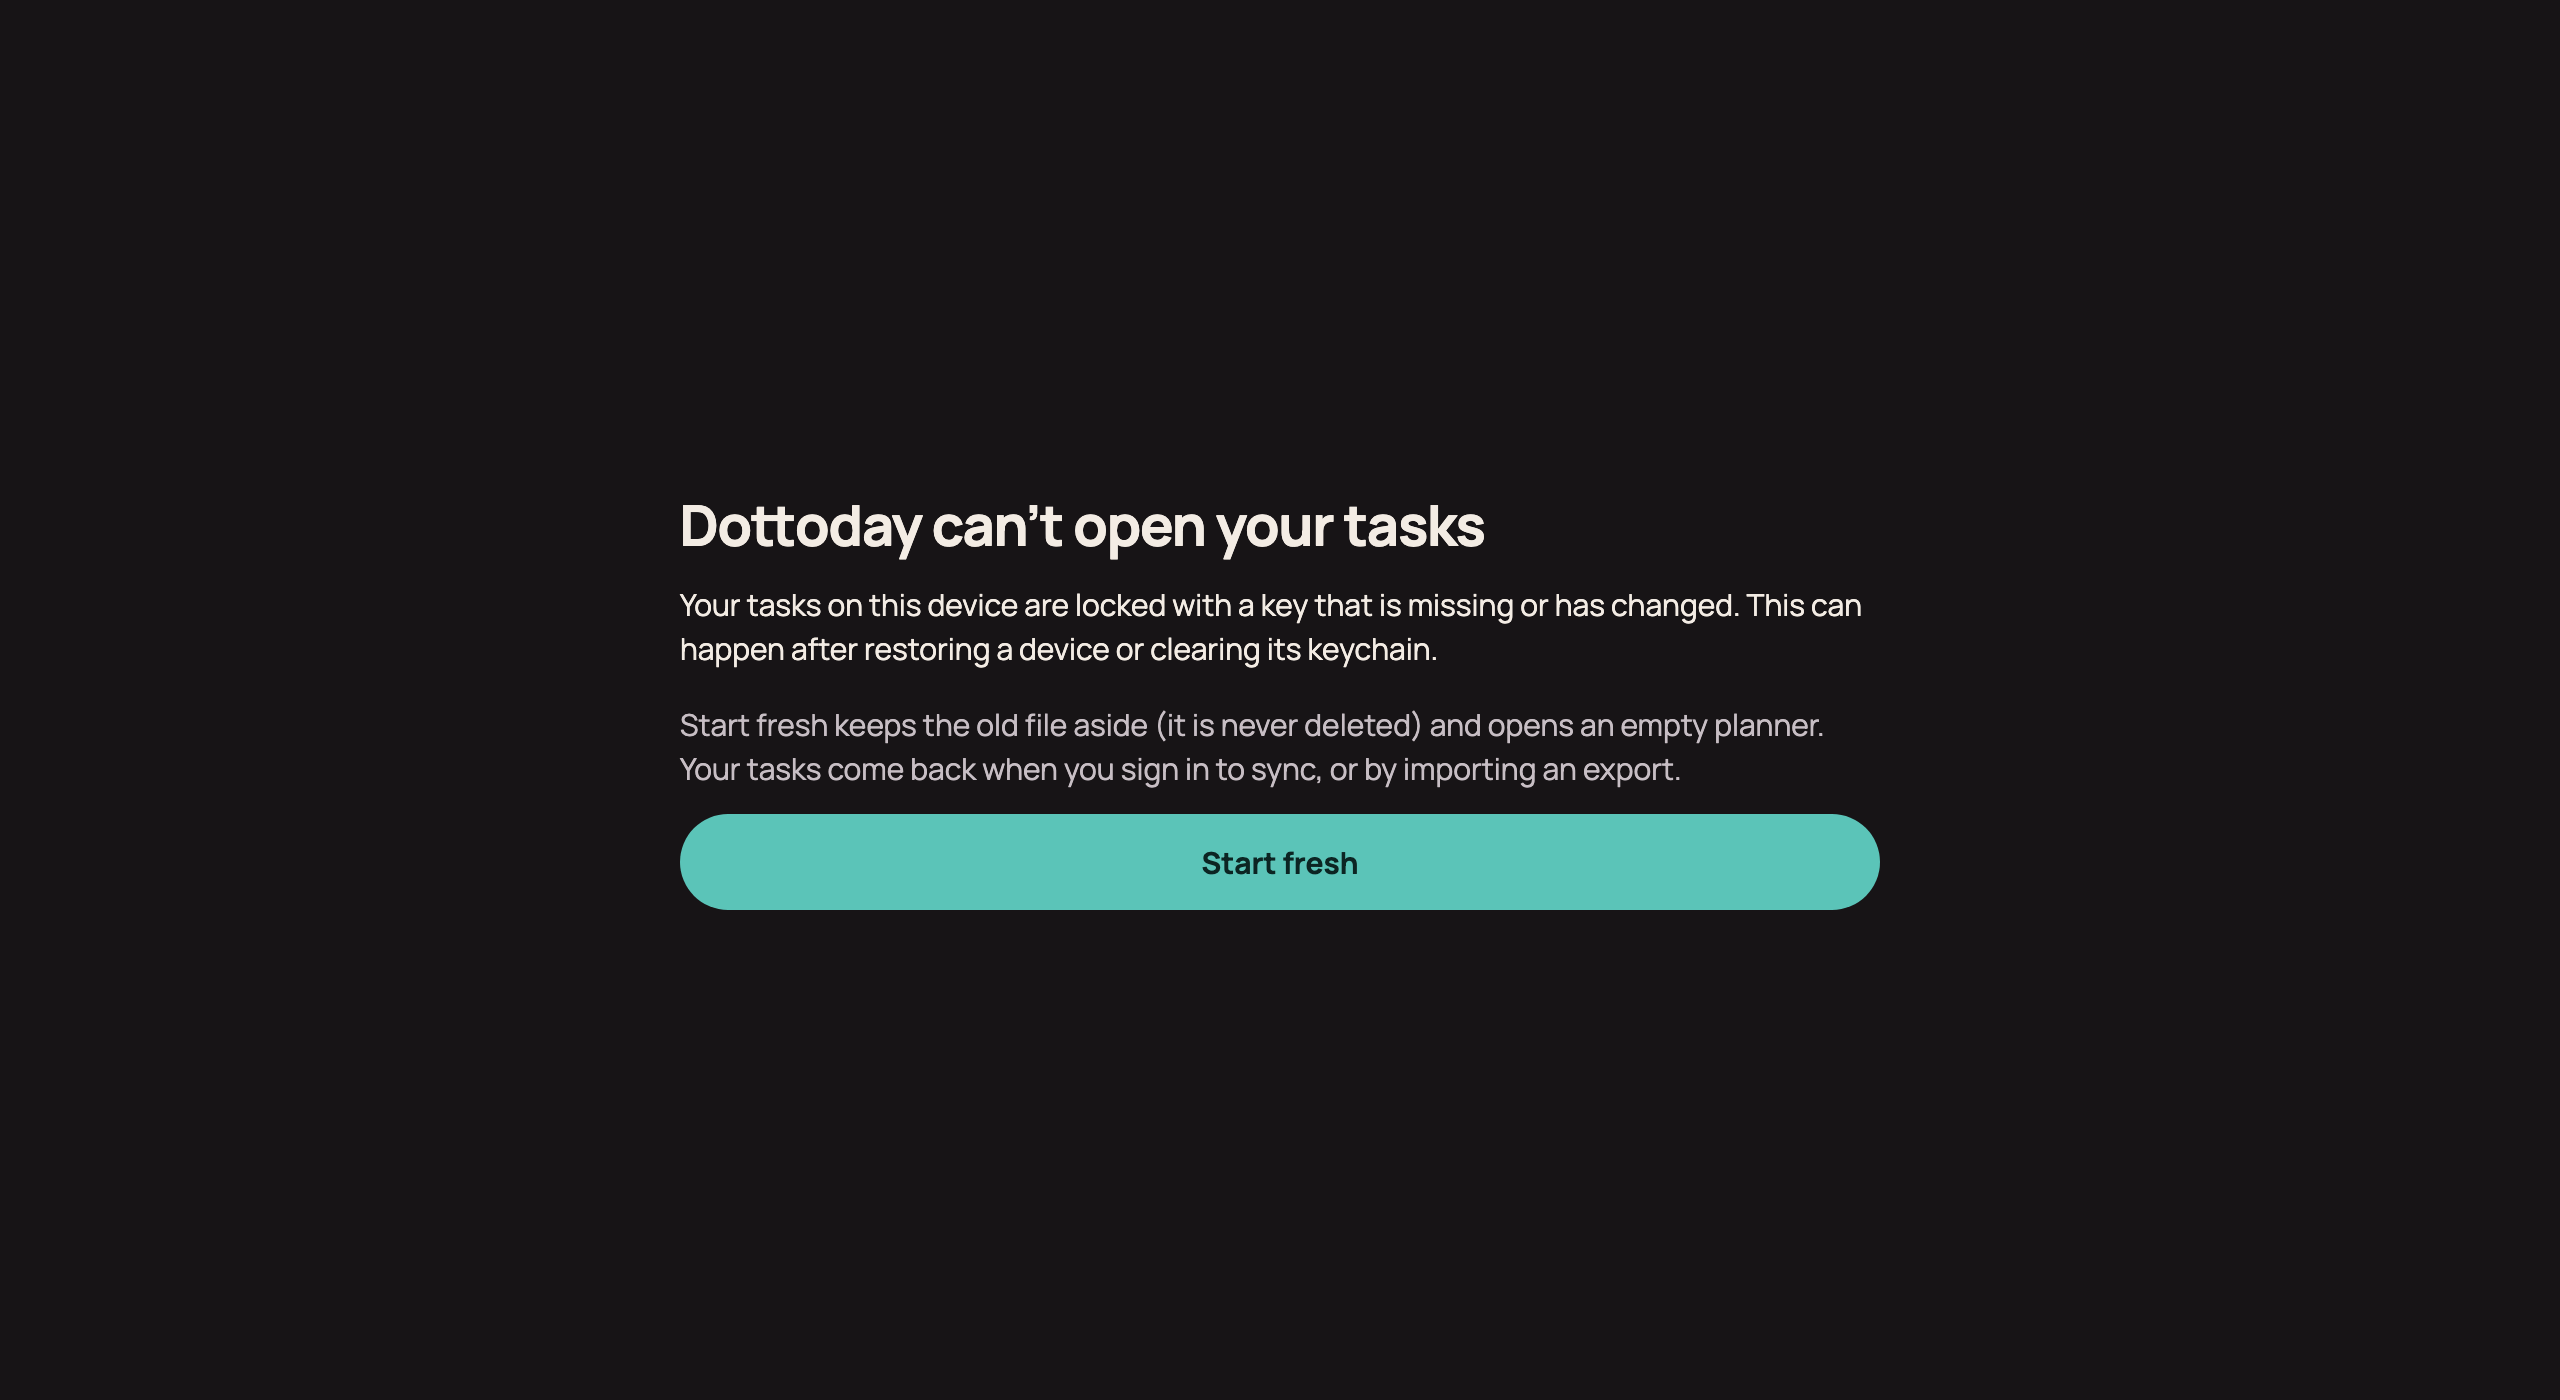 Dottoday can’t open your tasks
Your tasks on this device are locked with a key that is missing or has changed. This can
happen after restoring a device or clearing its keychain.
Start fresh keeps the old file aside (it is never deleted) and opens an empty planner.
Your tasks come back when you sign in to sync, or by importing an export.
Start fresh